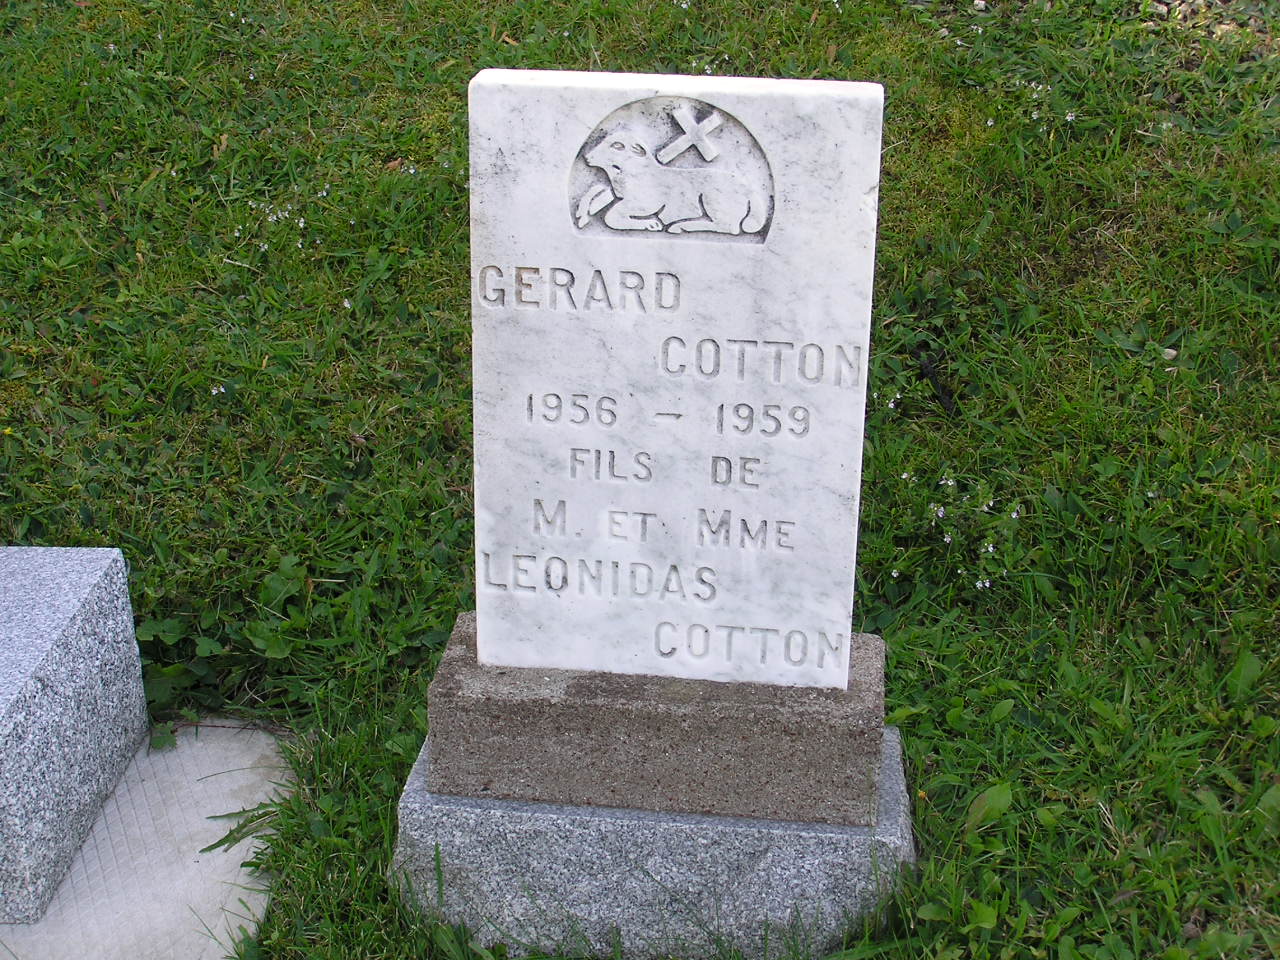 GERARD
COTTON
1956 - 1959
FILS DE
M. ET MME
LEONIDAS
COTTON